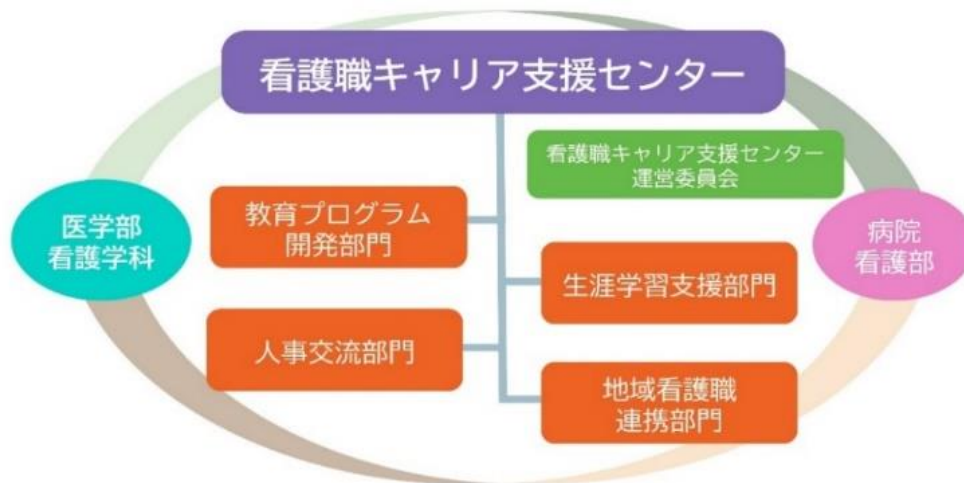 看護職キャリア支援センター
看護職キャリア支援センター
運営委員会
医学部
看護学科
教育プログラム
開発部門
病院
看護部
生涯学習支援部門
人事交流部門
地域看護職
連携部門